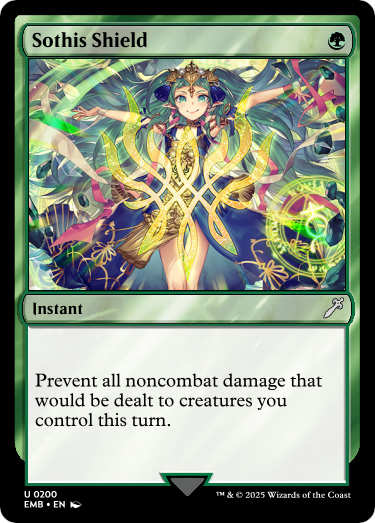 Sothis Shield
Instant
Prevent all noncombat damage that
would be dealt to creatures you
control this turn.
U 0200
EMB • EN
™ & © 2025 Wizards of the Coast